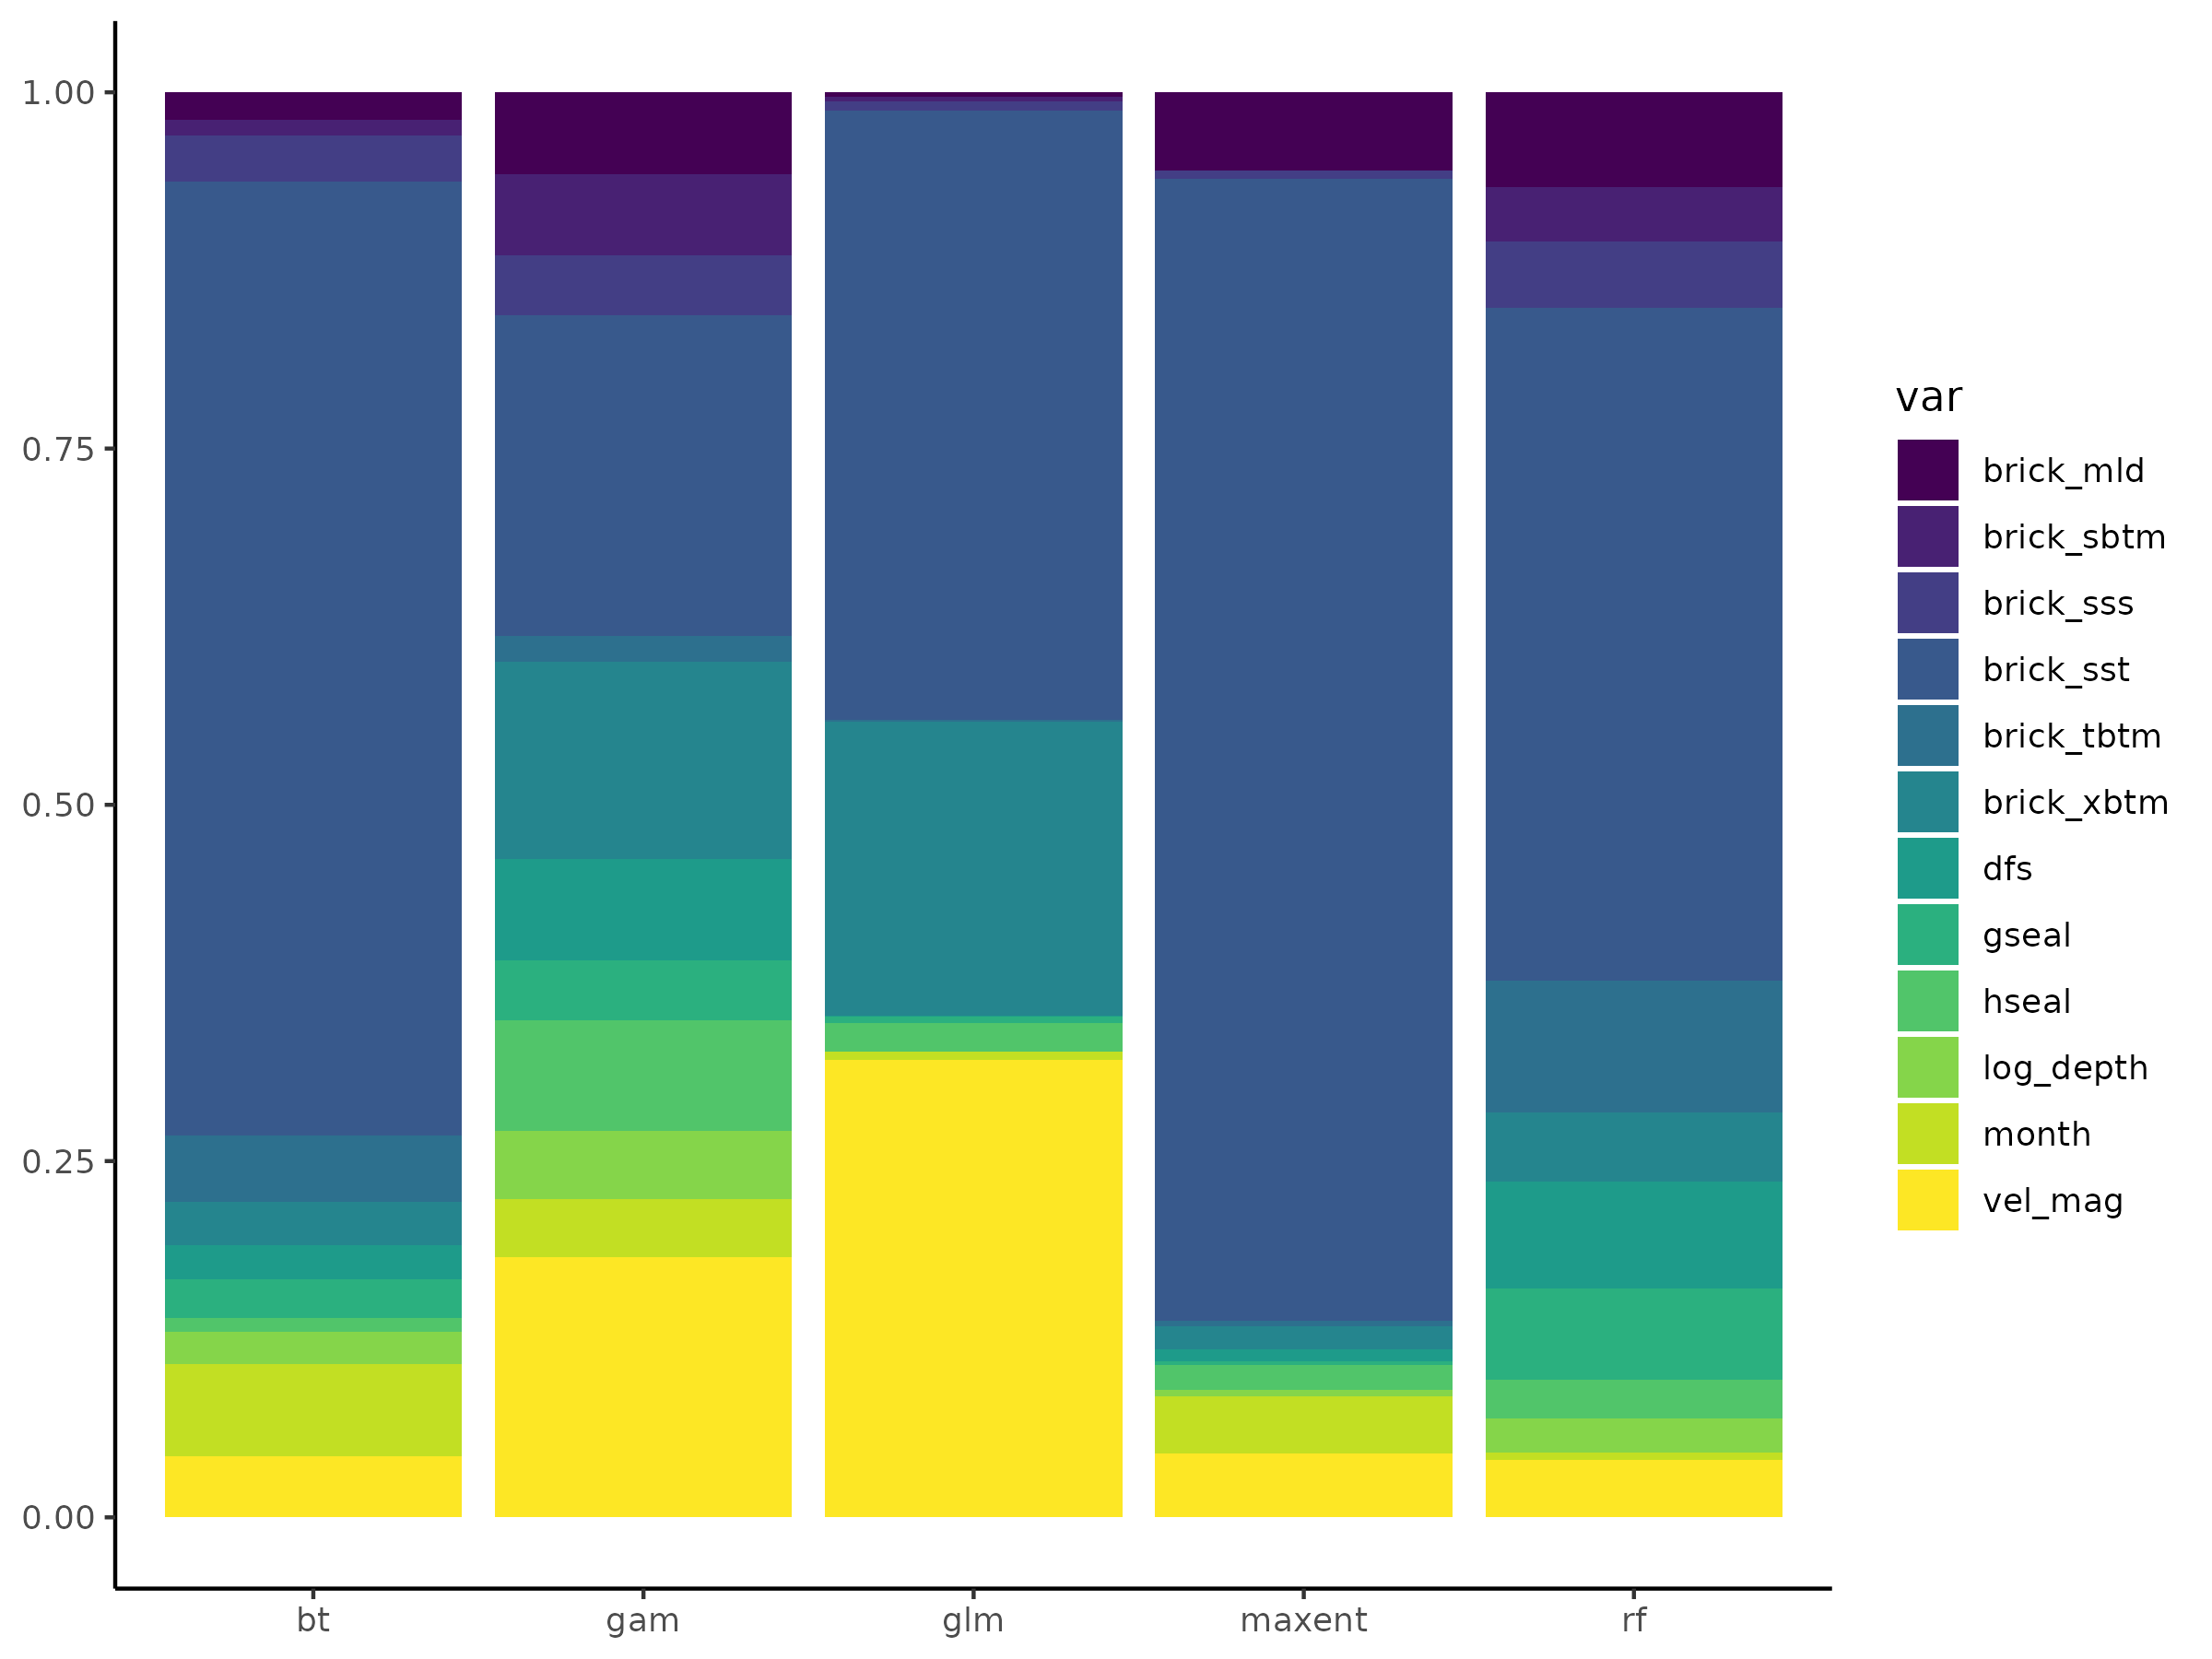 1.00
0.75
0.50
0.25
0.00
bt
gam
glm
maxent
rf
var
brick_mld
brick_sbtm
brick_sss
brick_sst
brick_tbtm
brick_xbtm
dfs
gseal
hseal
log_depth
month
vel_mag